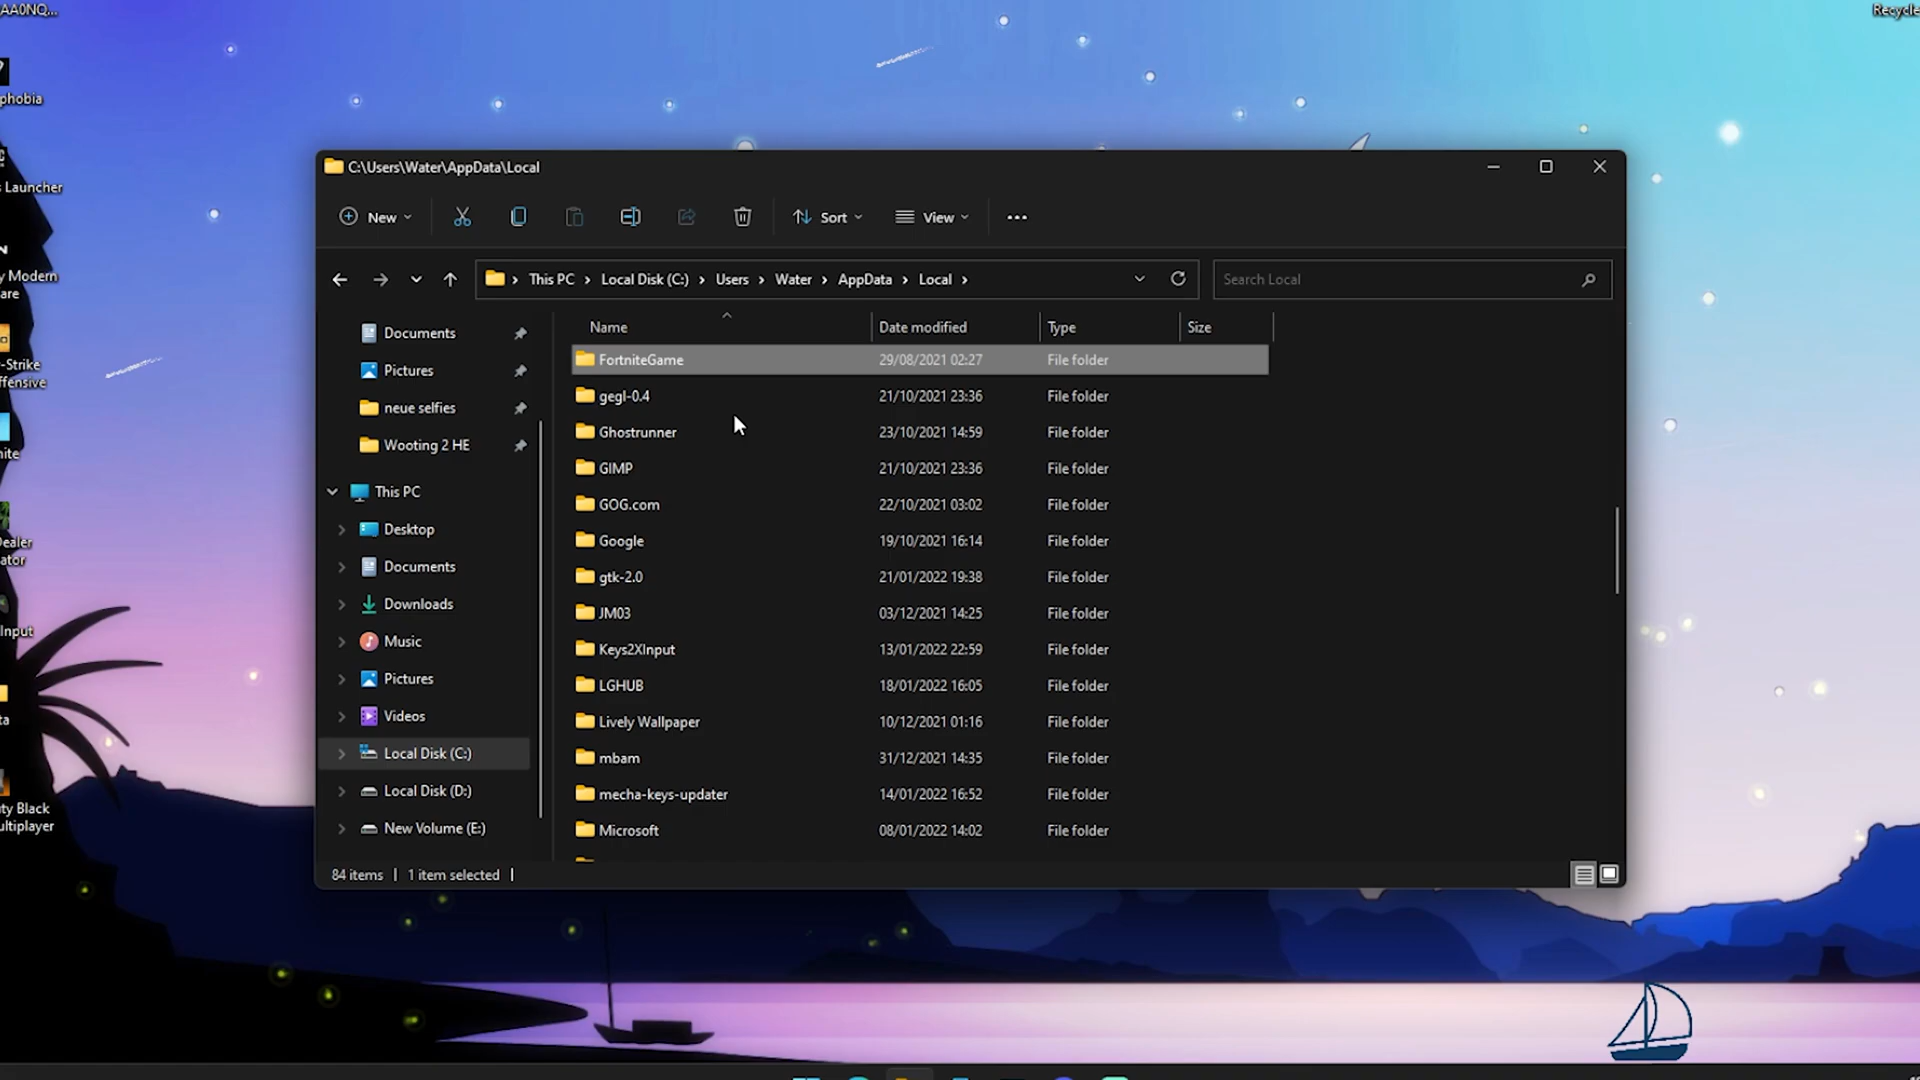 AA0NQ...
Recycle
phobia
s Launcher
y Modern
are
-Strike
ffensive
nite
Dealer
ator
Input
ta
ty Black
ultiplayer
C:\Users\Water\AppData\Local
New
Sort
View
This PC > Local Disk (C:) > Users > Water > AppData > Local >
Search Local
Documents
Pictures
neue selfies
Wooting 2 HE
This PC
Desktop
Documents
Downloads
Music
Pictures
Videos
Local Disk (C:)
Local Disk (D:)
New Volume (E:)
Name Date modified Type Size
FortniteGame 29/08/2021 02:27 File folder
gegl-0.4 21/10/2021 23:36 File folder
Ghostrunner 23/10/2021 14:59 File folder
GIMP 21/10/2021 23:36 File folder
GOG.com 22/10/2021 03:02 File folder
Google 19/10/2021 16:14 File folder
gtk-2.0 21/01/2022 19:38 File folder
JM03 03/12/2021 14:25 File folder
Keys2XInput 13/01/2022 22:59 File folder
LGHUB 18/01/2022 16:05 File folder
Lively Wallpaper 10/12/2021 01:16 File folder
mbam 31/12/2021 14:35 File folder
mecha-keys-updater 14/01/2022 16:52 File folder
Microsoft 08/01/2022 14:02 File folder
84 items | 1 item selected |